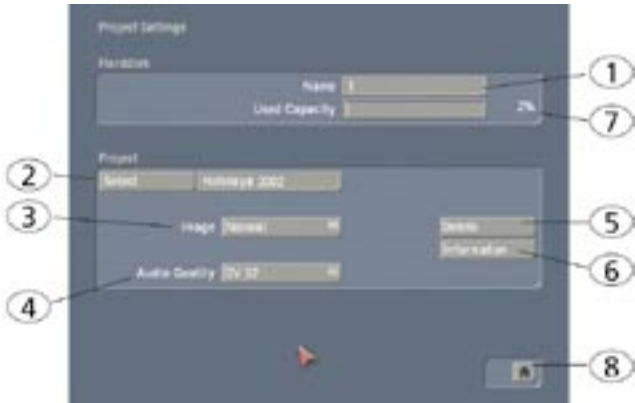 Project Settings
Harddisk
Name 1
1
Used Capacity 2%
7
Project
2
Select Holidays 2002
3
Image Normal
Delete
5
Information
6
Audio Quality DV 32
4
8